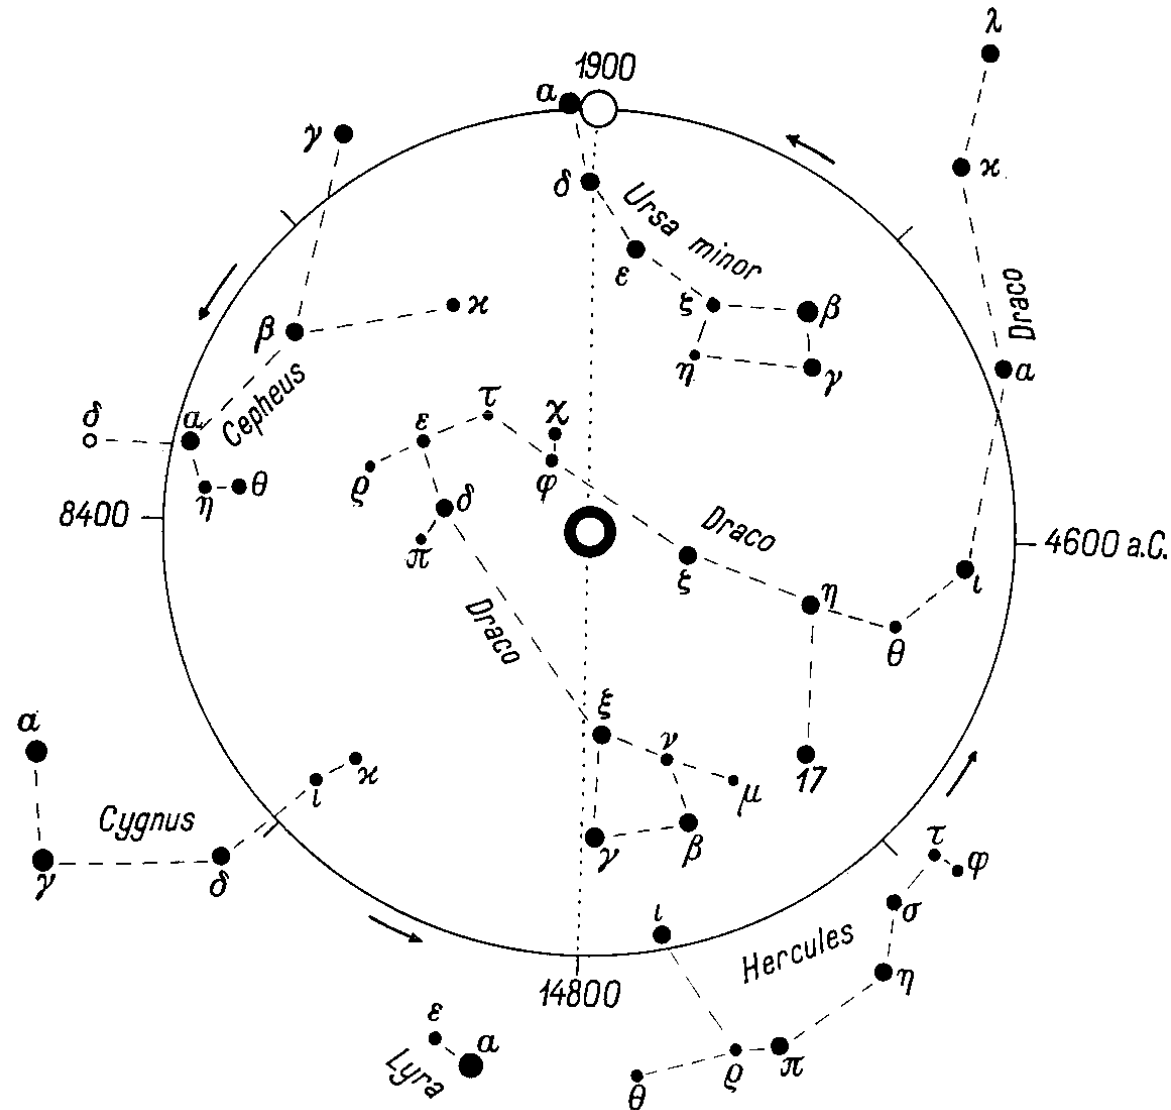 λ
1900
α
γ
ϰ
δ
Ursa minor
ε
ξ
β
ϰ
β
Draco
η
γ
α
τ
χ
δ
α
Cepheus
ε
ϱ
φ
η
θ
δ
8400
Draco
4600 a.C.
π
ξ
η
ι
Draco
θ
ξ
α
ν
ϰ
17
ι
μ
Cygnus
γ
β
τ
φ
γ
δ
ι
σ
Hercules
η
14800
ε
α
π
ϱ
Lyra
θ